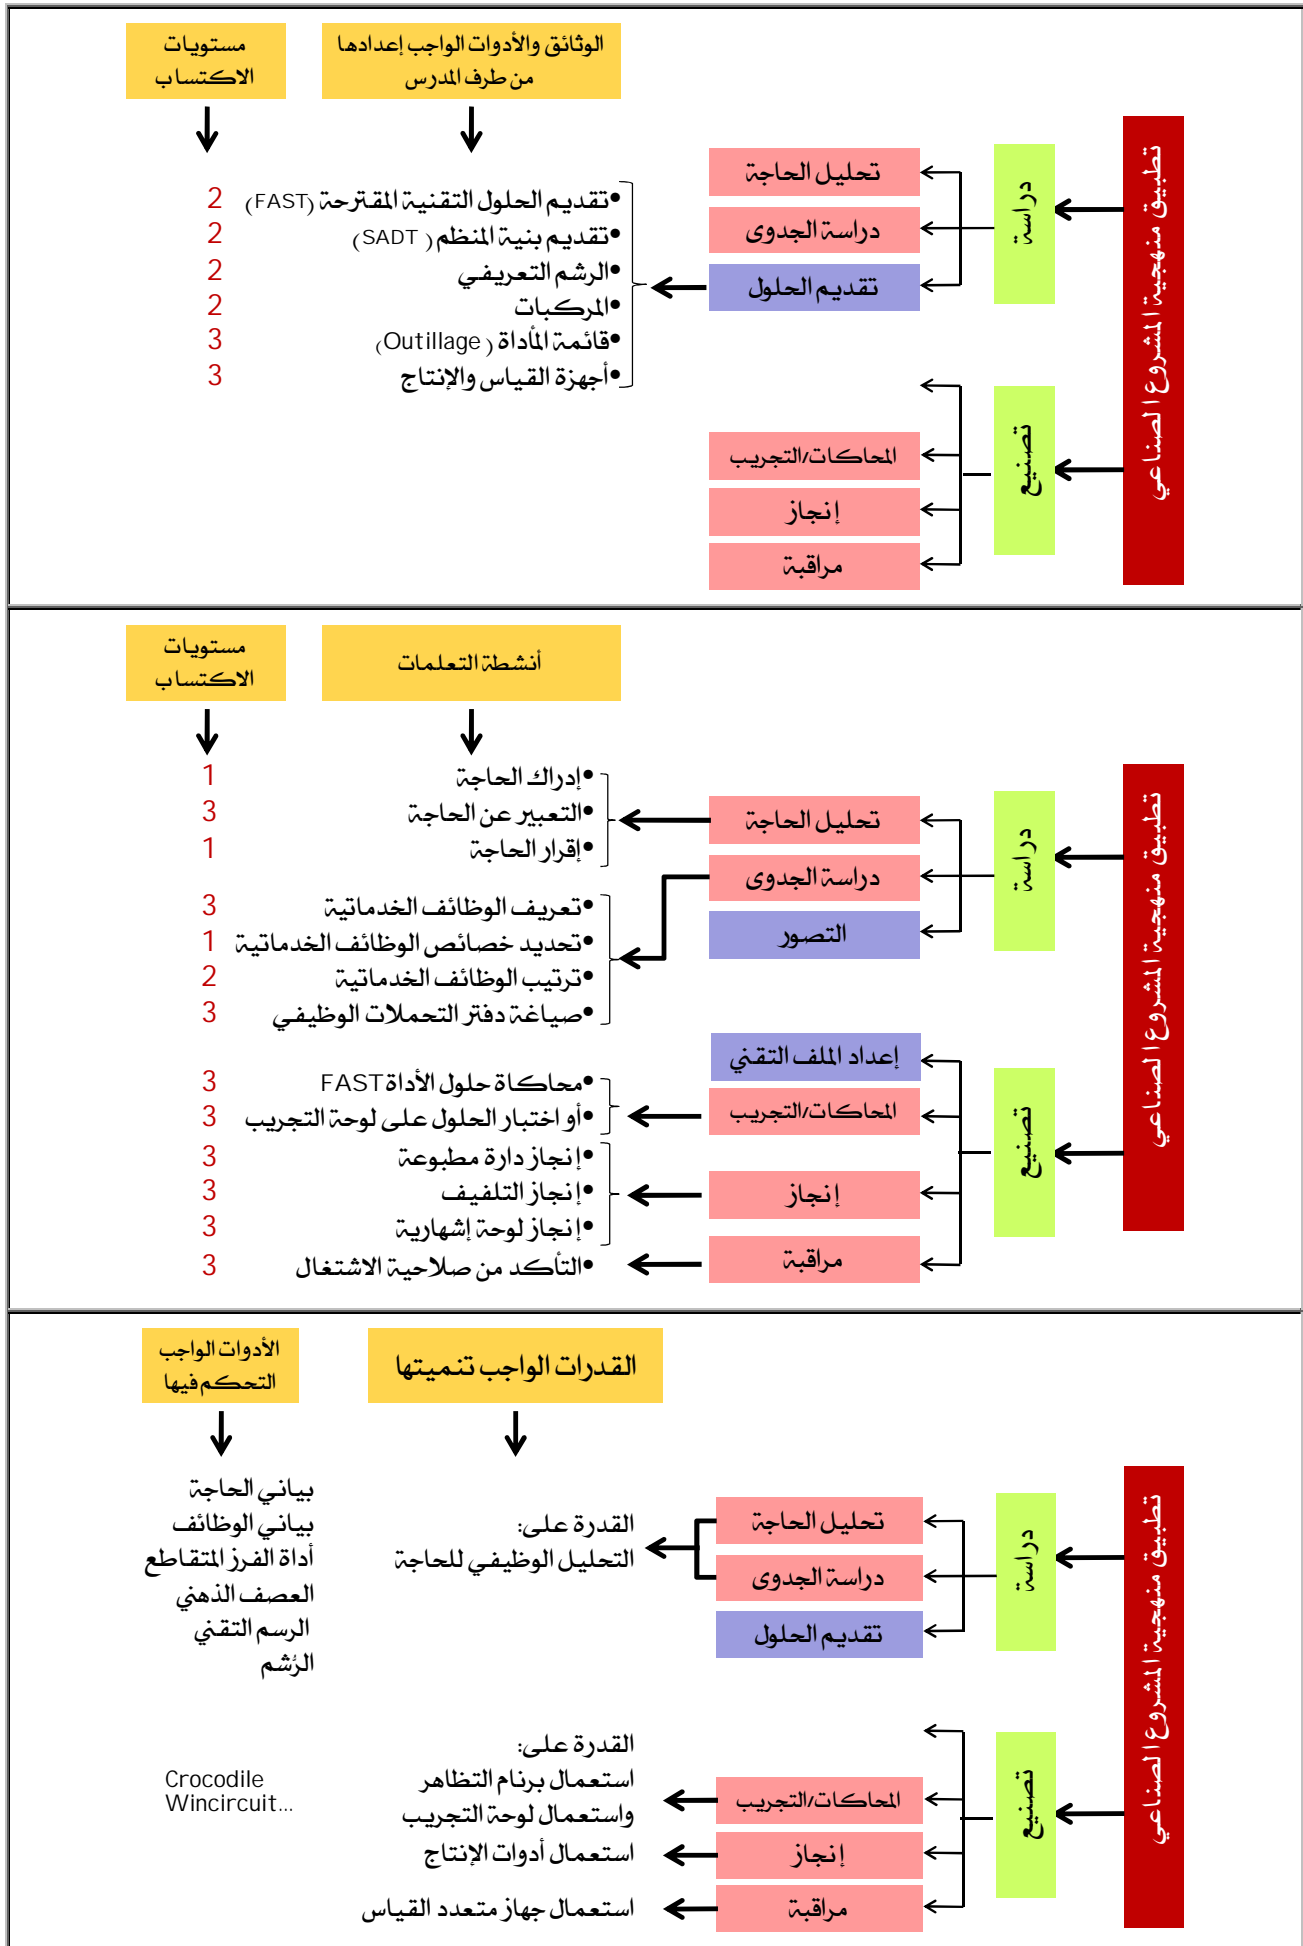 الوثائق والأدوات الواجب إعدادها
من طرف المدرس
مستويات
الاكتساب
تطبيق منهجية المشروع الصناعي
دراسة
تحليل الحاجة
دراسة الجدوى
تقديم الحلول
•تقديم الحلول التقنية المقترحة (FAST) 2
•تقديم بنية المنظم (SADT) 2
•الرشم التعريفي 2
•المركبات 2
•قائمة المأداة (Outillage) 3
•أجهزة القياس والإنتاج 3
تصنيع
المحاكات/التجريب
إنجاز
مراقبة
أنشطة التعلمات
مستويات
الاكتساب
تطبيق منهجية المشروع الصناعي
دراسة
تحليل الحاجة
دراسة الجدوى
التصور
•إدراك الحاجة 1
•التعبير عن الحاجة 3
•إقرار الحاجة 1
•تعريف الوظائف الخدماتية 3
•تحديد خصائص الوظائف الخدماتية 1
•ترتيب الوظائف الخدماتية 2
•صياغة دفتر التحملات الوظيفي 3
تصنيع
إعداد الملف التقني
المحاكات/التجريب
إنجاز
مراقبة
•محاكاة حلول الأداة FAST 3
•أو اختبار الحلول على لوحة التجريب 3
•إنجاز دارة مطبوعة 3
•إنجاز التلفيف 3
•إنجاز لوحة إشهارية 3
•التأكد من صلاحية الاشتغال 3
القدرات الواجب تنميتها
الأدوات الواجب
التحكم فيها
تطبيق منهجية المشروع الصناعي
دراسة
تحليل الحاجة
دراسة الجدوى
تقديم الحلول
القدرة على:
التحليل الوظيفي للحاجة
بياني الحاجة
بياني الوظائف
أداة الفرز المتقاطع
العصف الذهني
الرسم التقني
الرُشم
تصنيع
المحاكات/التجريب
إنجاز
مراقبة
القدرة على:
استعمال برنام التظاهر
واستعمال لوحة التجريب
استعمال أدوات الإنتاج
استعمال جهاز متعدد القياس
Crocodile
Wincircuit...